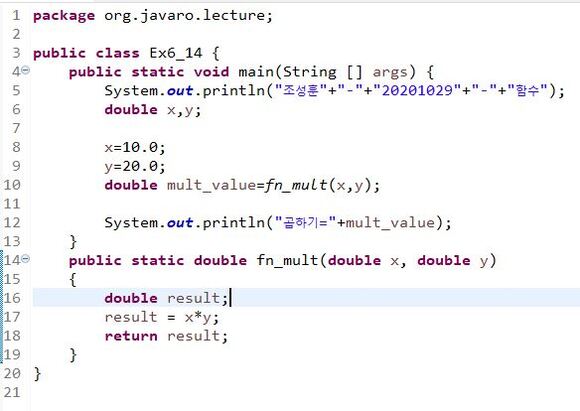 1 package org.javaro.lecture;
2
3 public class Ex6_14 {
4 public static void main(String [] args) {
5 System.out.println("조성훈"+"-"+"20201029"+"-"+"함수");
6 double x,y;
7
8 x=10.0;
9 y=20.0;
10 double mult_value=fn_mult(x,y);
11
12 System.out.println("곱하기="+mult_value);
13 }
14 public static double fn_mult(double x, double y)
15 {
16 double result;
17 result = x*y;
18 return result;
19 }
20 }
21